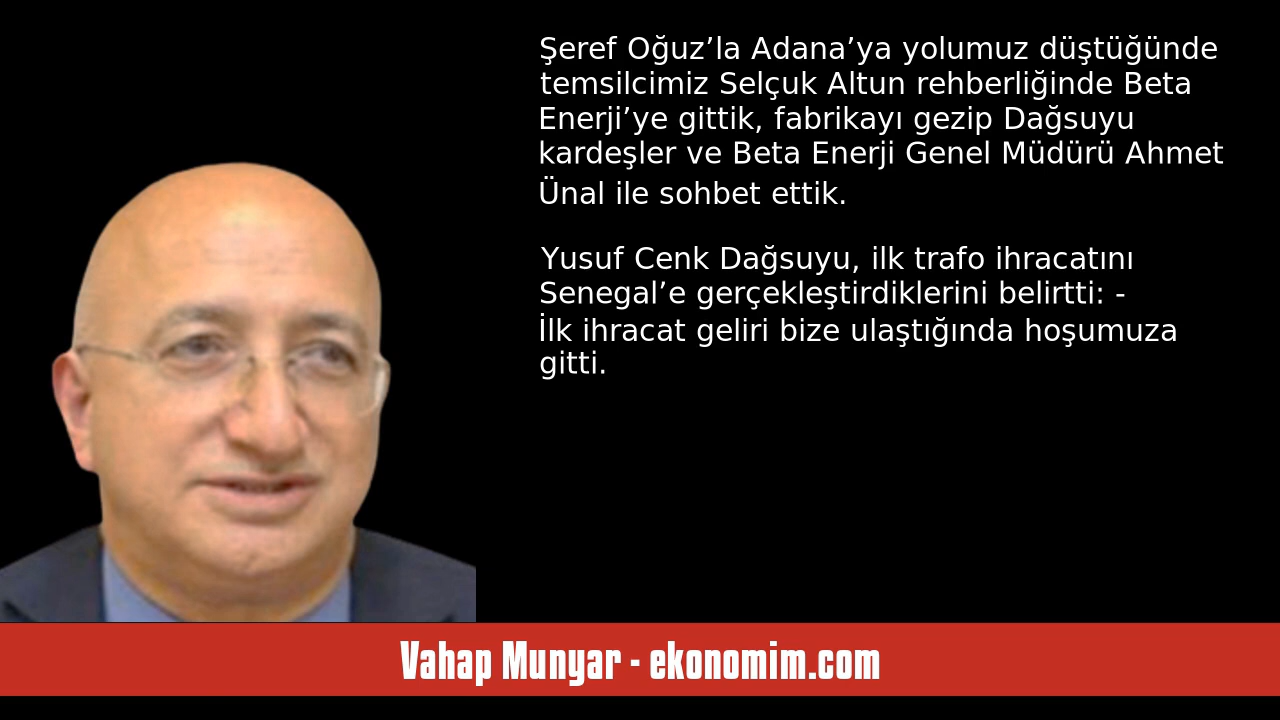 Şeref Oğuz’la Adana’ya yolumuz düştüğünde
temsilcimiz Selçuk Altun rehberliğinde Beta
Enerji’ye gittik, fabrikayı gezip Dağsuyu
kardeşler ve Beta Enerji Genel Müdürü Ahmet
Ünal ile sohbet ettik.
Yusuf Cenk Dağsuyu, ilk trafo ihracatını
Senegal’e gerçekleştirdiklerini belirtti: -
İlk ihracat geliri bize ulaştığında hoşumuza
gitti.
Vahap Munyar - ekonomim.com